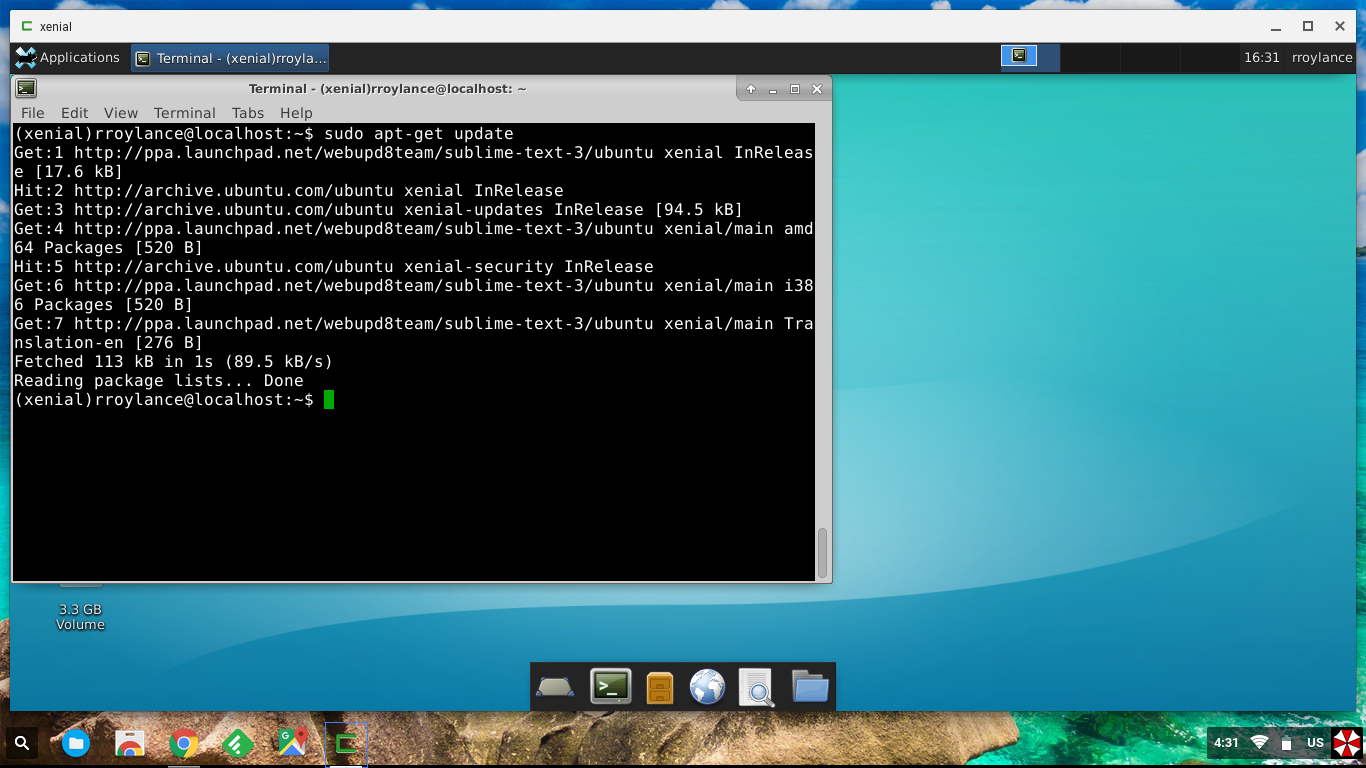 xenial
Applications
Terminal - (xenial)rroyla...
16:31 rroylance
Terminal - (xenial)rroylance@localhost: ~
File Edit View Terminal Tabs Help
(xenial)rroylance@localhost:~$ sudo apt-get update
Get:1 http://ppa.launchpad.net/webupd8team/sublime-text-3/ubuntu xenial InReleas
e [17.6 kB]
Hit:2 http://archive.ubuntu.com/ubuntu xenial InRelease
Get:3 http://archive.ubuntu.com/ubuntu xenial-updates InRelease [94.5 kB]
Get:4 http://ppa.launchpad.net/webupd8team/sublime-text-3/ubuntu xenial/main amd
64 Packages [520 B]
Hit:5 http://archive.ubuntu.com/ubuntu xenial-security InRelease
Get:6 http://ppa.launchpad.net/webupd8team/sublime-text-3/ubuntu xenial/main i38
6 Packages [520 B]
Get:7 http://ppa.launchpad.net/webupd8team/sublime-text-3/ubuntu xenial/main Tra
nslation-en [276 B]
Fetched 113 kB in 1s (89.5 kB/s)
Reading package lists... Done
(xenial)rroylance@localhost:~$
3.3 GB
Volume
4:31 US